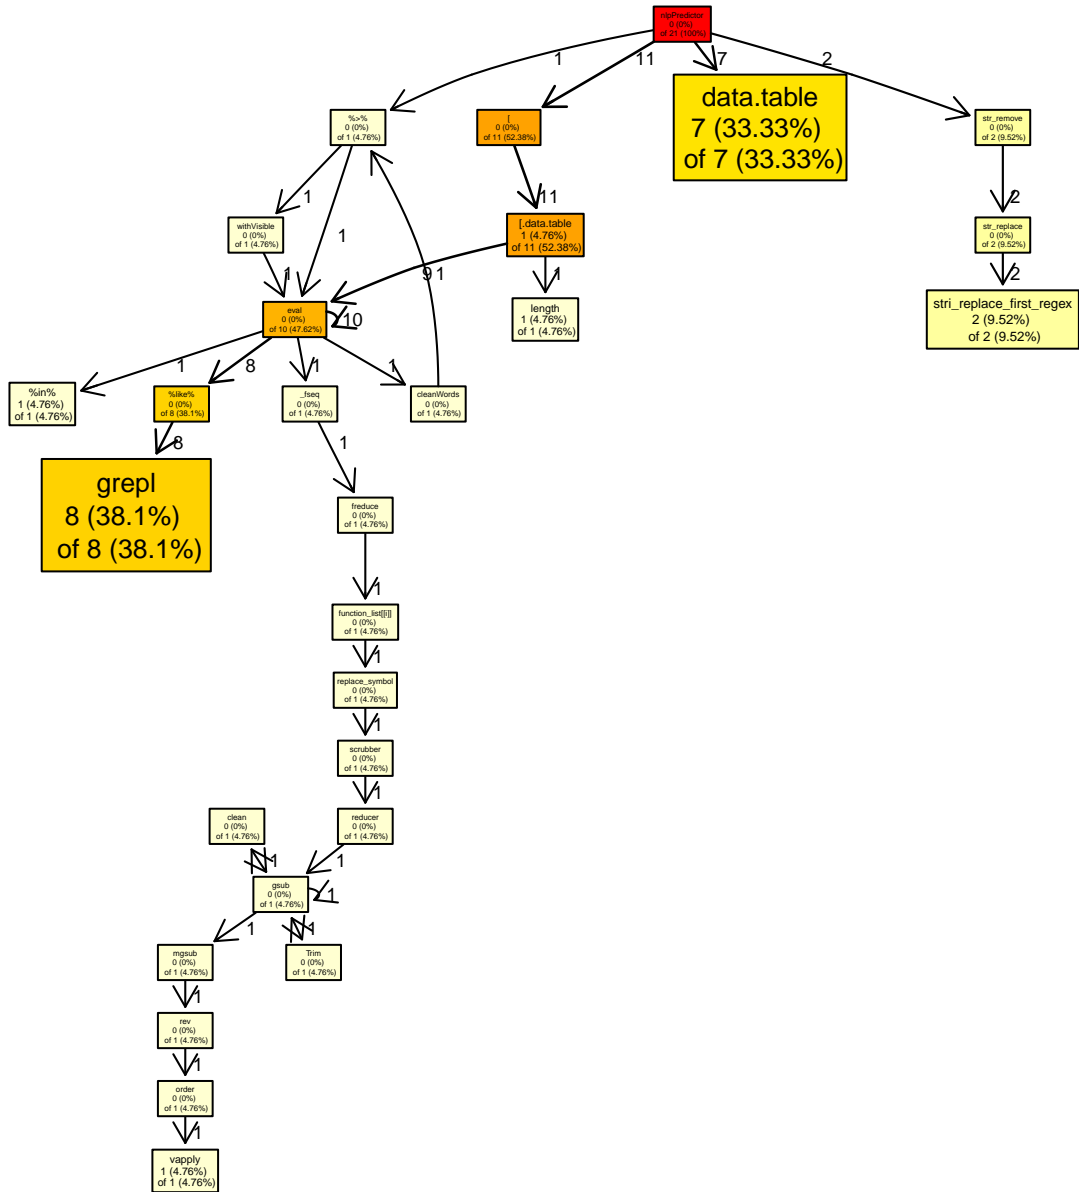 nlpPredictor
0 (0%)
of 21 (100%)
1
11
7
2
%>%
0 (0%)
of 1 (4.76%)
[
0 (0%)
of 11 (52.38%)
data.table
7 (33.33%)
of 7 (33.33%)
str_remove
0 (0%)
of 2 (9.52%)
1
1
11
2
withVisible
0 (0%)
of 1 (4.76%)
[.data.table
1 (4.76%)
of 11 (52.38%)
str_replace
0 (0%)
of 2 (9.52%)
1
9
1
1
2
eval
0 (0%)
of 10 (47.62%)
10
length
1 (4.76%)
of 1 (4.76%)
stri_replace_first_regex
2 (9.52%)
of 2 (9.52%)
1
8
1
1
%in%
1 (4.76%)
of 1 (4.76%)
%like%
0 (0%)
of 8 (38.1%)
_fseq
0 (0%)
of 1 (4.76%)
cleanWords
0 (0%)
of 1 (4.76%)
8
1
grepl
8 (38.1%)
of 8 (38.1%)
freduce
0 (0%)
of 1 (4.76%)
1
function_list[[i]]
0 (0%)
of 1 (4.76%)
1
replace_symbol
0 (0%)
of 1 (4.76%)
1
scrubber
0 (0%)
of 1 (4.76%)
1
clean
0 (0%)
of 1 (4.76%)
reducer
0 (0%)
of 1 (4.76%)
1
1
gsub
0 (0%)
of 1 (4.76%)
1
1
1
mgsub
0 (0%)
of 1 (4.76%)
Trim
0 (0%)
of 1 (4.76%)
1
rev
0 (0%)
of 1 (4.76%)
1
order
0 (0%)
of 1 (4.76%)
1
vapply
1 (4.76%)
of 1 (4.76%)